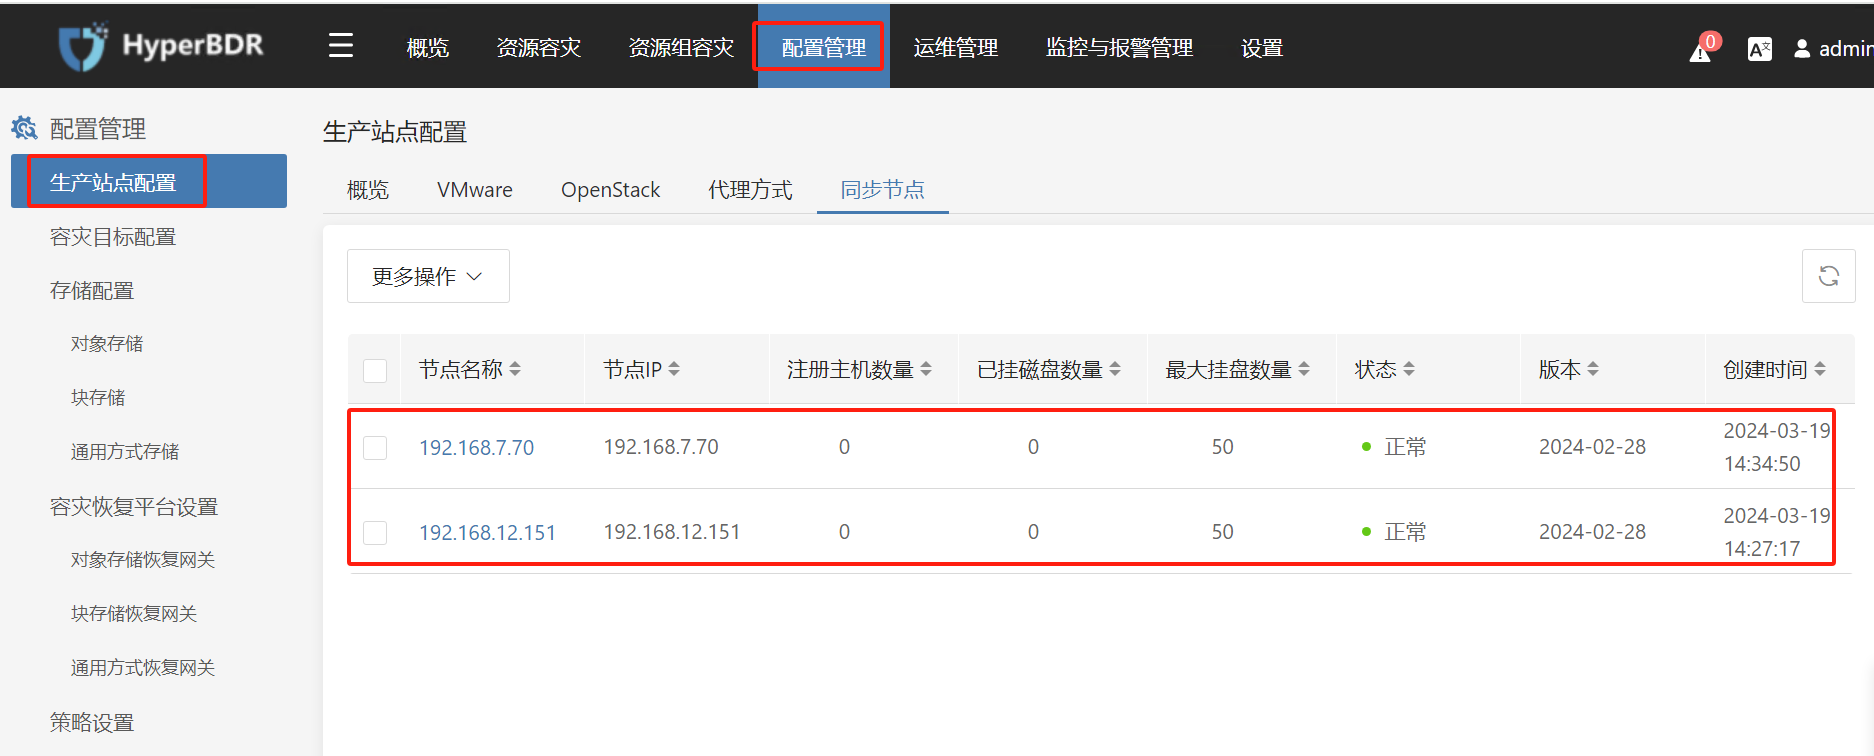 HyperBDR
概览
资源容灾
资源组容灾
配置管理
运维管理
监控与报警管理
设置
0
A文
admin
配置管理
生产站点配置
容灾目标配置
存储配置
对象存储
块存储
通用方式存储
容灾恢复平台设置
对象存储恢复网关
块存储恢复网关
通用方式恢复网关
策略设置
生产站点配置
概览
VMware
OpenStack
代理方式
同步节点
更多操作
节点名称 节点IP 注册主机数量 已挂磁盘数量 最大挂盘数量 状态 版本 创建时间
192.168.7.70 192.168.7.70 0 0 50 正常 2024-02-28 2024-03-19
14:34:50
192.168.12.151 192.168.12.151 0 0 50 正常 2024-02-28 2024-03-19
14:27:17